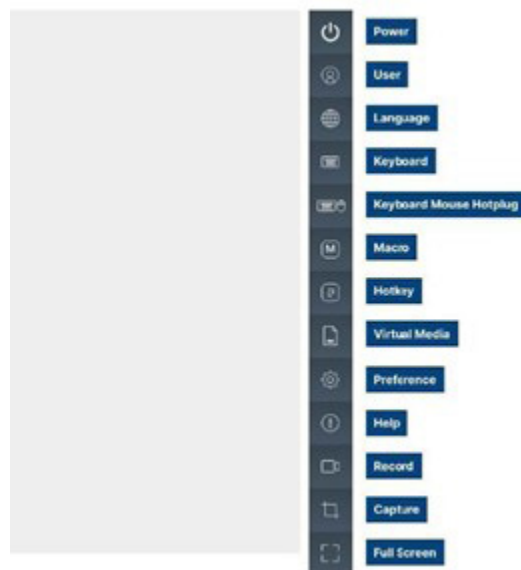 Power
User
Language
Keyboard
Keyboard Mouse Hotplug
M
Macro
Hotkey
Virtual Media
Preference
Help
Record
Capture
Full Screen